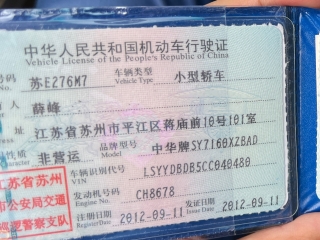 中华人民共和国机动车行驶证
Vehicle License of the People's Republic of China
号码 苏E276M7 车辆类型 Vehicle Type 小型轿车
人 薛峰
址 江苏省苏州市平江区蒋庙前10号101室
性质 非营运 品牌型号 中华牌SY7160XZBAD
车辆识别代号 VIN LSYYDBDB5CC040480
发动机号码 Engine No. CH8678
注册日期 Register Date 2012-09-11 发证日期 Issue Date 2012-09-11
江苏省苏州
市公安局交通
巡逻警察支队